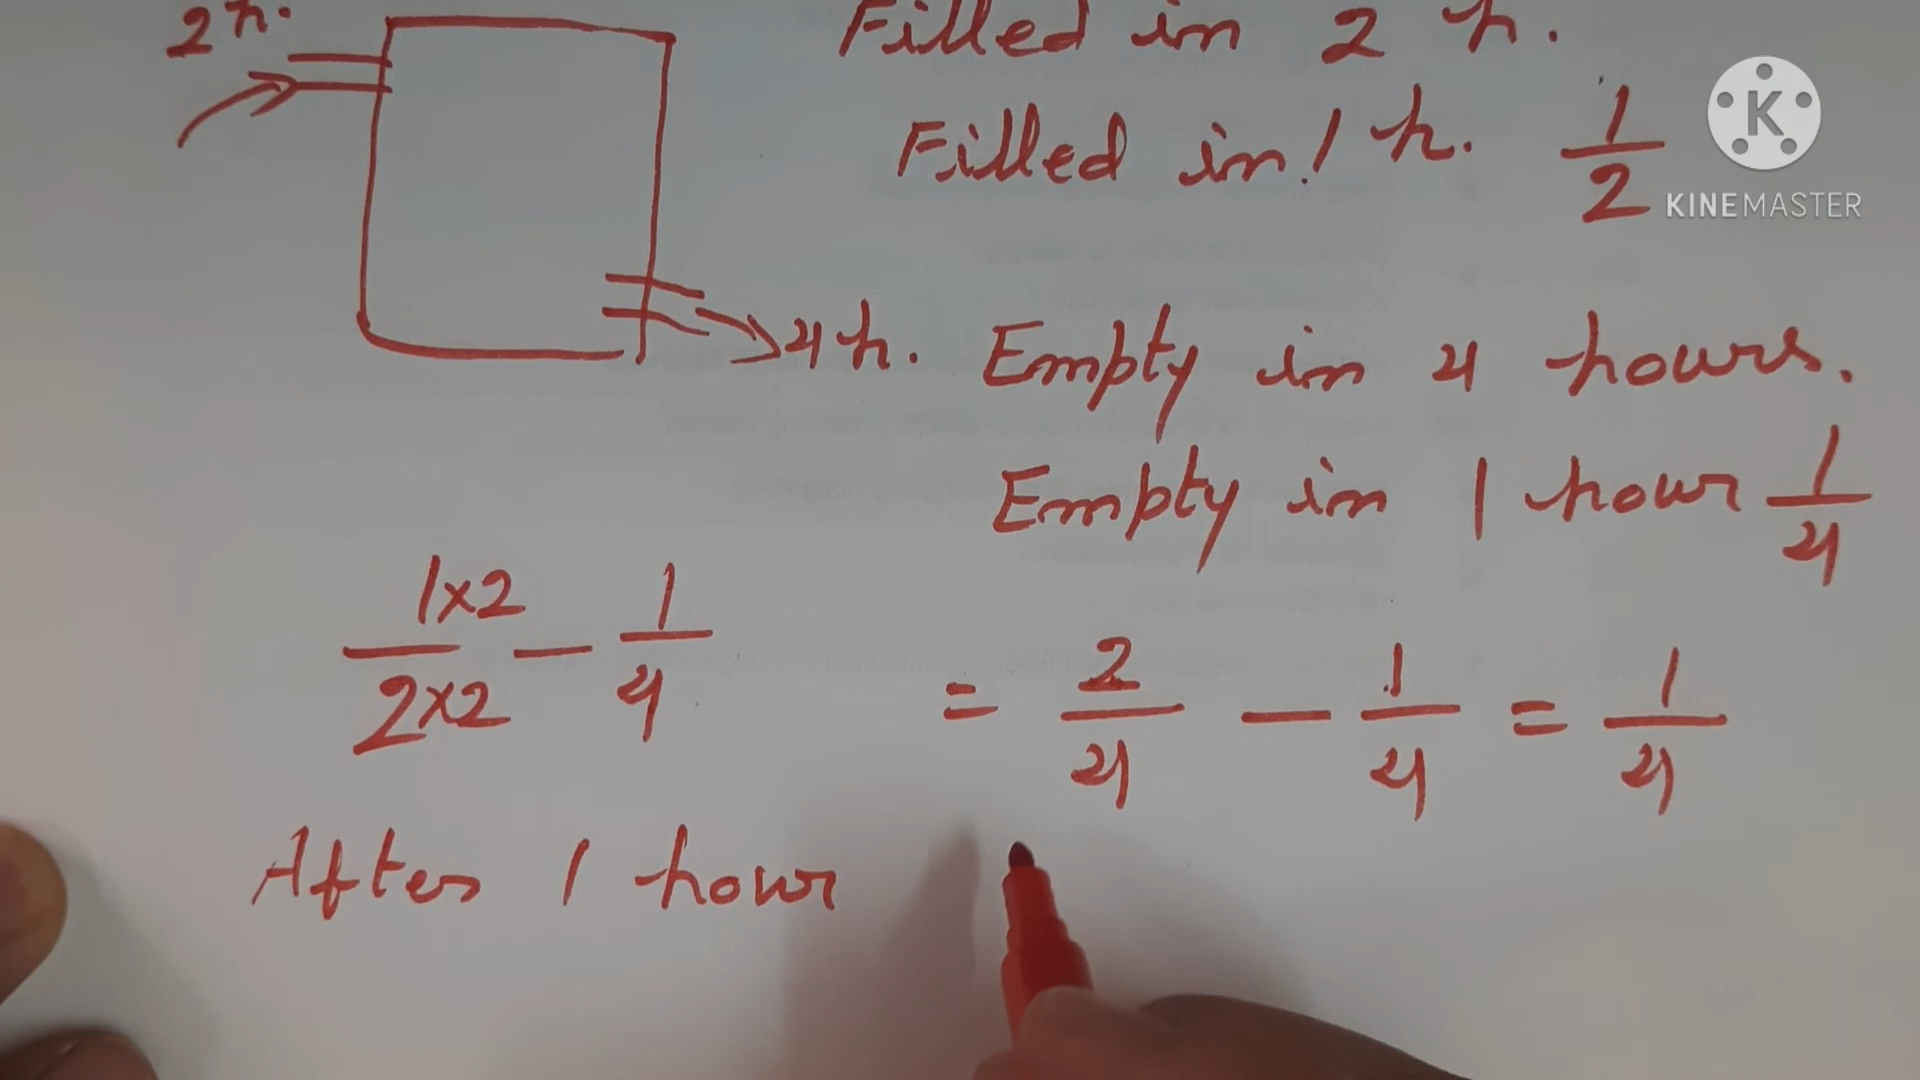 2h.
Filled in 2 h.
Filled in 1 h. 1/2
K
KINEMASTER
4 h. Empty in 4 hours.
Empty in 1 hour 1/4
1×2/2×2 − 1/4 = 2/4 − 1/4 = 1/4
After 1 hour